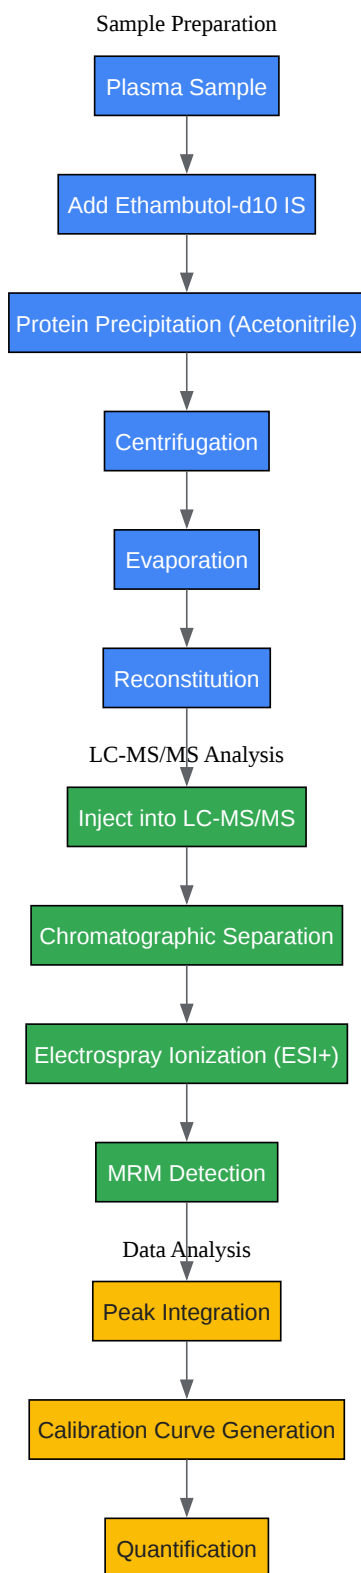 Sample Preparation
Plasma Sample
Add Ethambutol-d10 IS
Protein Precipitation (Acetonitrile)
Centrifugation
Evaporation
Reconstitution
LC-MS/MS Analysis
Inject into LC-MS/MS
Chromatographic Separation
Electrospray Ionization (ESI+)
MRM Detection
Data Analysis
Peak Integration
Calibration Curve Generation
Quantification